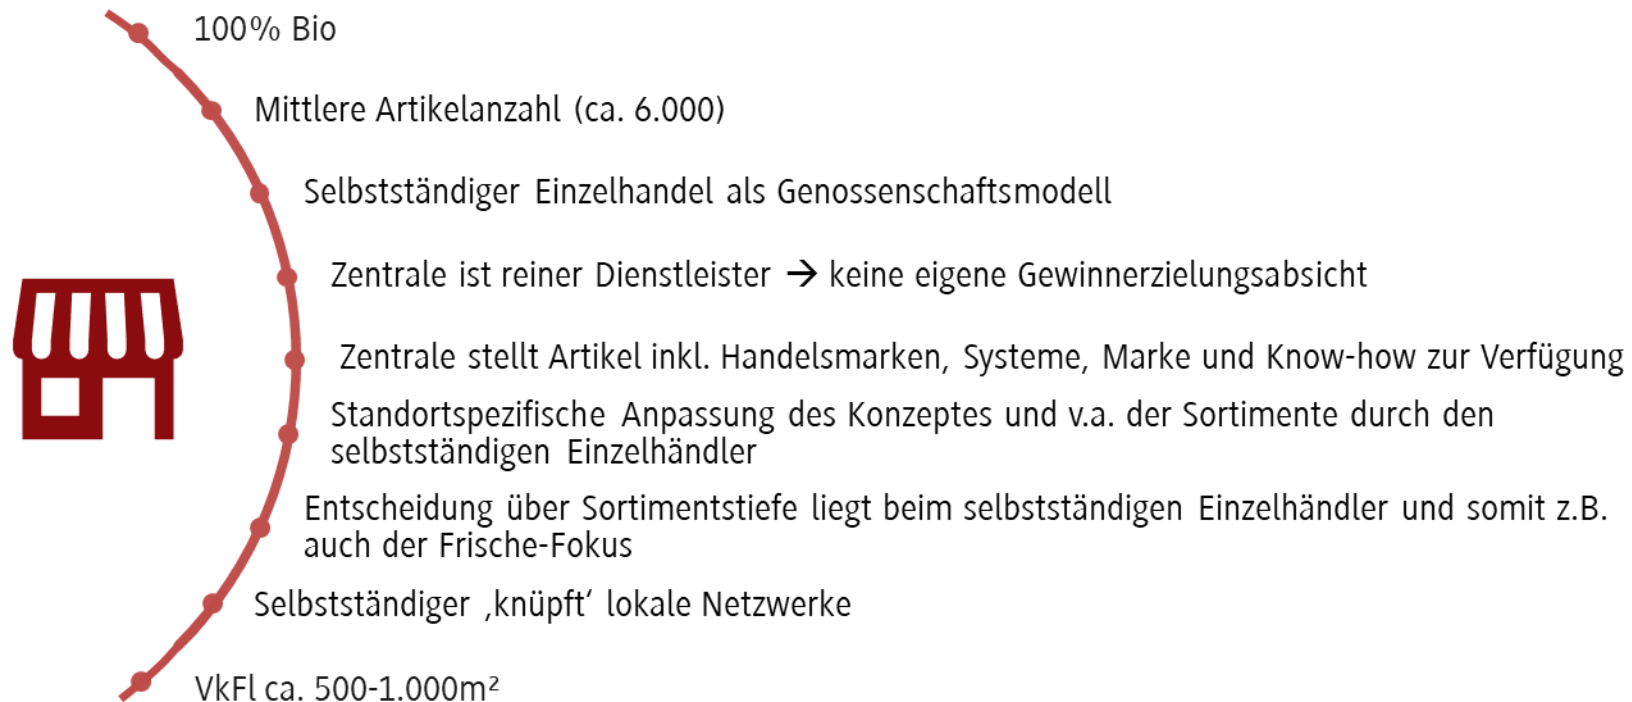 100% Bio
Mittlere Artikelanzahl (ca. 6.000)
Selbstständiger Einzelhandel als Genossenschaftsmodell
Zentrale ist reiner Dienstleister → keine eigene Gewinnerzielungsabsicht
Zentrale stellt Artikel inkl. Handelsmarken, Systeme, Marke und Know-how zur Verfügung
Standortspezifische Anpassung des Konzeptes und v.a. der Sortimente durch den
selbstständigen Einzelhändler
Entscheidung über Sortimentstiefe liegt beim selbstständigen Einzelhändler und somit z.B.
auch der Frische-Fokus
Selbstständiger ‚knüpft‘ lokale Netzwerke
VkFl ca. 500-1.000m²